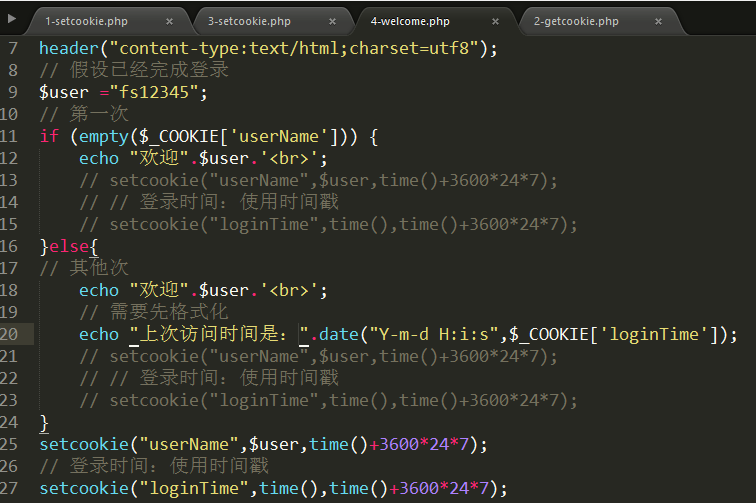 1-setcookie.php × 3-setcookie.php × 4-welcome.php × 2-getcookie.php ×
7 header("content-type:text/html;charset=utf8");
8 // 假设已经完成登录
9 $user ="fs12345";
10 // 第一次
11 if (empty($_COOKIE['userName'])) {
12 echo "欢迎".$user.'<br>';
13 // setcookie("userName",$user,time()+3600*24*7);
14 // // 登录时间：使用时间戳
15 // setcookie("loginTime",time(),time()+3600*24*7);
16 }else{
17 // 其他次
18 echo "欢迎".$user.'<br>';
19 // 需要先格式化
20 echo "上次访问时间是：".date("Y-m-d H:i:s",$_COOKIE['loginTime']);
21 // setcookie("userName",$user,time()+3600*24*7);
22 // // 登录时间：使用时间戳
23 // setcookie("loginTime",time(),time()+3600*24*7);
24 }
25 setcookie("userName",$user,time()+3600*24*7);
26 // 登录时间：使用时间戳
27 setcookie("loginTime",time(),time()+3600*24*7);